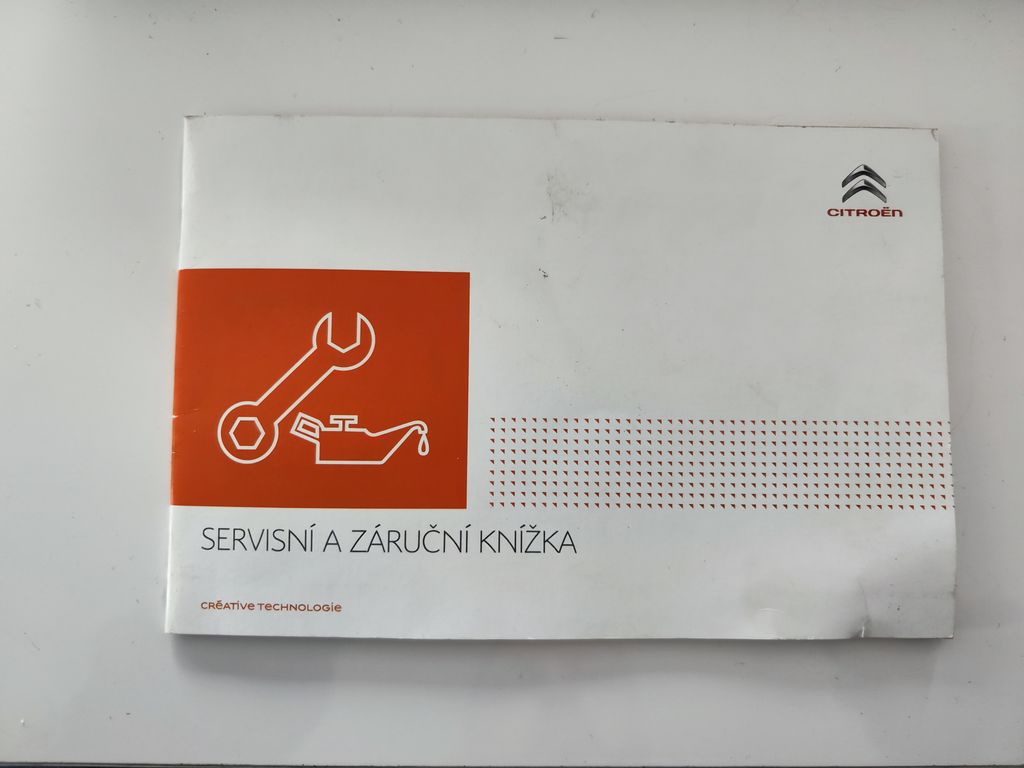 CITROËN
SERVISNÍ A ZÁRUČNÍ KNÍŽKA
CRÉATIVE TECHNOLOGIE